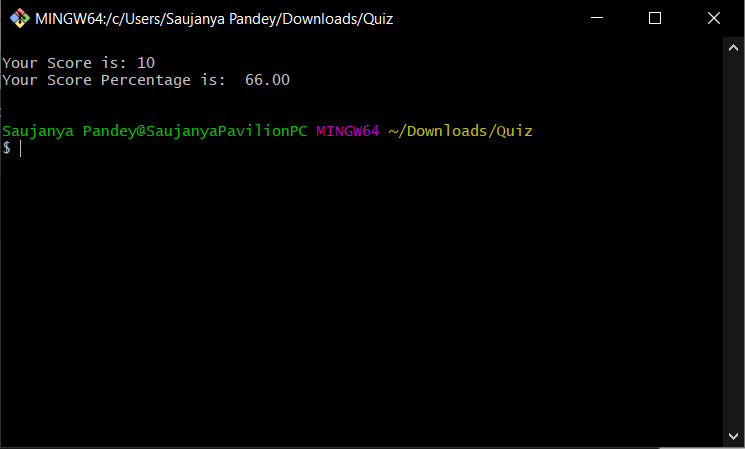 MINGW64:/c/Users/Saujanya Pandey/Downloads/Quiz
Your Score is: 10
Your Score Percentage is:  66.00
Saujanya Pandey@SaujanyaPavilionPC MINGW64 ~/Downloads/Quiz
$